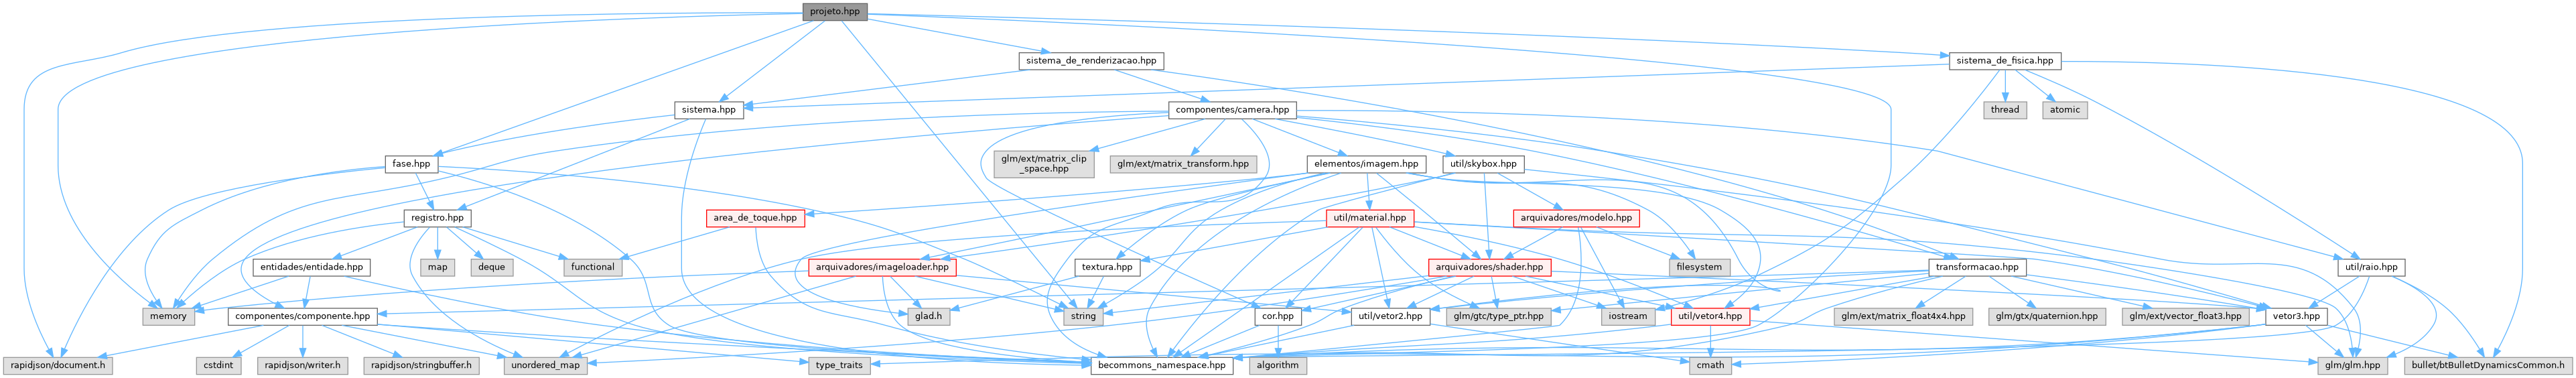 projeto.hpp
sistema_de_renderizacao.hpp
sistema_de_fisica.hpp
sistema.hpp
componentes/camera.hpp
thread
atomic
fase.hpp
glm/ext/matrix_clip
_space.hpp
glm/ext/matrix_transform.hpp
elementos/imagem.hpp
util/skybox.hpp
registro.hpp
area_de_toque.hpp
util/material.hpp
arquivadores/modelo.hpp
entidades/entidade.hpp
map
deque
functional
arquivadores/imageloader.hpp
textura.hpp
arquivadores/shader.hpp
filesystem
transformacao.hpp
util/raio.hpp
memory
componentes/componente.hpp
glad.h
string
cor.hpp
util/vetor2.hpp
glm/gtc/type_ptr.hpp
iostream
util/vetor4.hpp
glm/ext/matrix_float4x4.hpp
glm/gtx/quaternion.hpp
glm/ext/vector_float3.hpp
vetor3.hpp
rapidjson/document.h
cstdint
rapidjson/writer.h
rapidjson/stringbuffer.h
unordered_map
type_traits
becommons_namespace.hpp
algorithm
cmath
glm/glm.hpp
bullet/btBulletDynamicsCommon.h